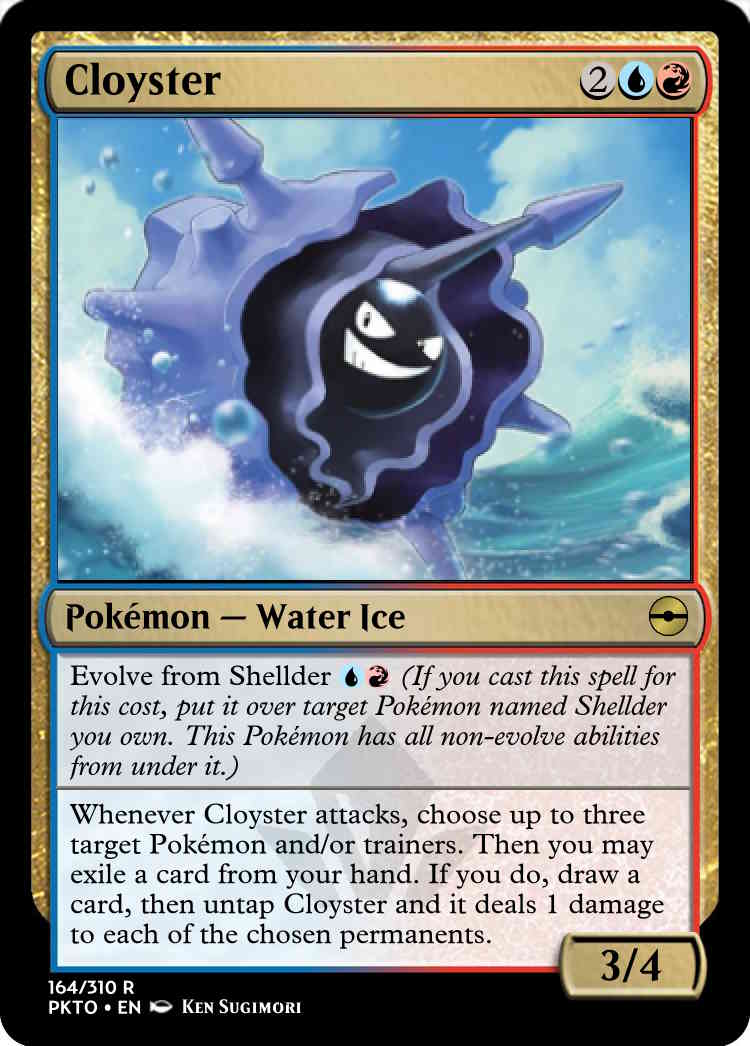 Cloyster 2
Pokémon — Water Ice
Evolve from Shellder (If you cast this spell for
this cost, put it over target Pokémon named Shellder
you own. This Pokémon has all non-evolve abilities
from under it.)
Whenever Cloyster attacks, choose up to three
target Pokémon and/or trainers. Then you may
exile a card from your hand. If you do, draw a
card, then untap Cloyster and it deals 1 damage
to each of the chosen permanents.
3/4
164/310 R
PKTO • EN Ken Sugimori